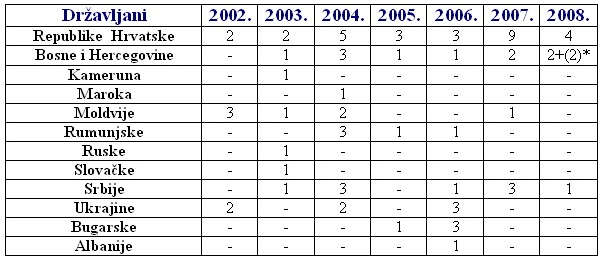 Državljani 2002. 2003. 2004. 2005. 2006. 2007. 2008.
Republike Hrvatske 2 2 5 3 3 9 4
Bosne i Hercegovine - 1 3 1 1 2 2+(2)*
Kameruna - 1 - - - - -
Maroka - - 1 - - - -
Moldvije 3 1 2 - - 1 -
Rumunjske - - 3 1 1 - -
Ruske - 1 - - - - -
Slovačke - 1 - - - - -
Srbije - 1 3 - 1 3 1
Ukrajine 2 - 2 - 3 - -
Bugarske - - - 1 3 - -
Albanije - - - - 1 - -